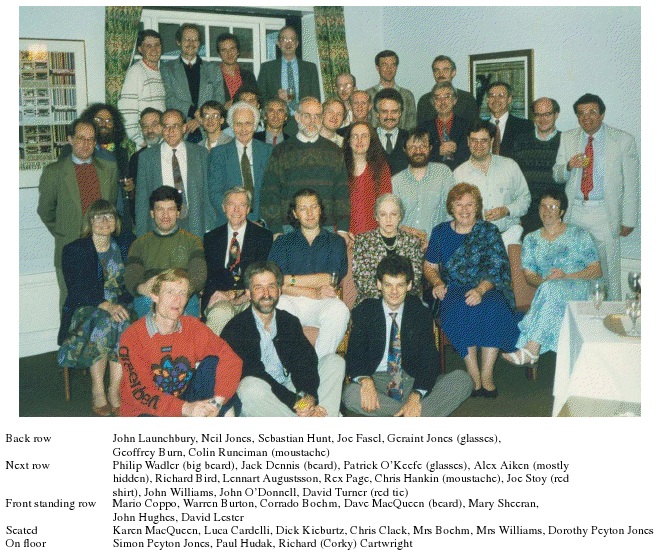 Back row John Launchbury, Neil Jones, Sebastian Hunt, Joe Fasel, Geraint Jones (glasses),
Geoffrey Burn, Colin Runciman (moustache)
Next row Philip Wadler (big beard), Jack Dennis (beard), Patrick O'Keefe (glasses), Alex Aiken (mostly
hidden), Richard Bird, Lennart Augustsson, Rex Page, Chris Hankin (moustache), Joe Stoy (red
shirt), John Williams, John O'Donnell, David Turner (red tie)
Front standing row Mario Coppo, Warren Burton, Corrado Boehm, Dave MacQueen (beard), Mary Sheeran,
John Hughes, David Lester
Seated Karen MacQueen, Luca Cardelli, Dick Kieburtz, Chris Clack, Mrs Boehm, Mrs Williams, Dorothy Peyton Jones
On floor Simon Peyton Jones, Paul Hudak, Richard (Corky) Cartwright